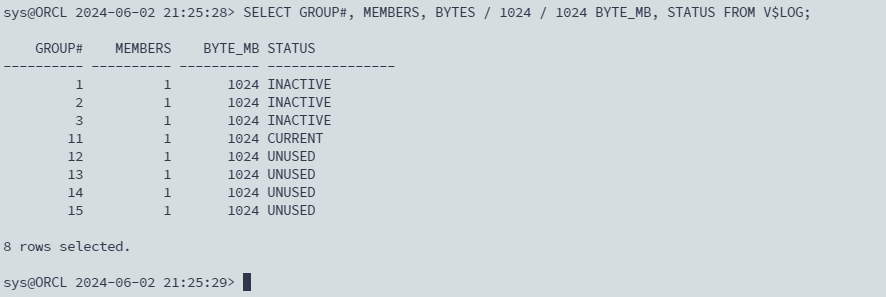 sys@ORCL 2024-06-02 21:25:28> SELECT GROUP#, MEMBERS, BYTES / 1024 / 1024 BYTE_MB, STATUS FROM V$LOG;

    GROUP#    MEMBERS    BYTE_MB STATUS
---------- ---------- ---------- ----------------
         1          1       1024 INACTIVE
         2          1       1024 INACTIVE
         3          1       1024 INACTIVE
        11          1       1024 CURRENT
        12          1       1024 UNUSED
        13          1       1024 UNUSED
        14          1       1024 UNUSED
        15          1       1024 UNUSED

8 rows selected.

sys@ORCL 2024-06-02 21:25:29>